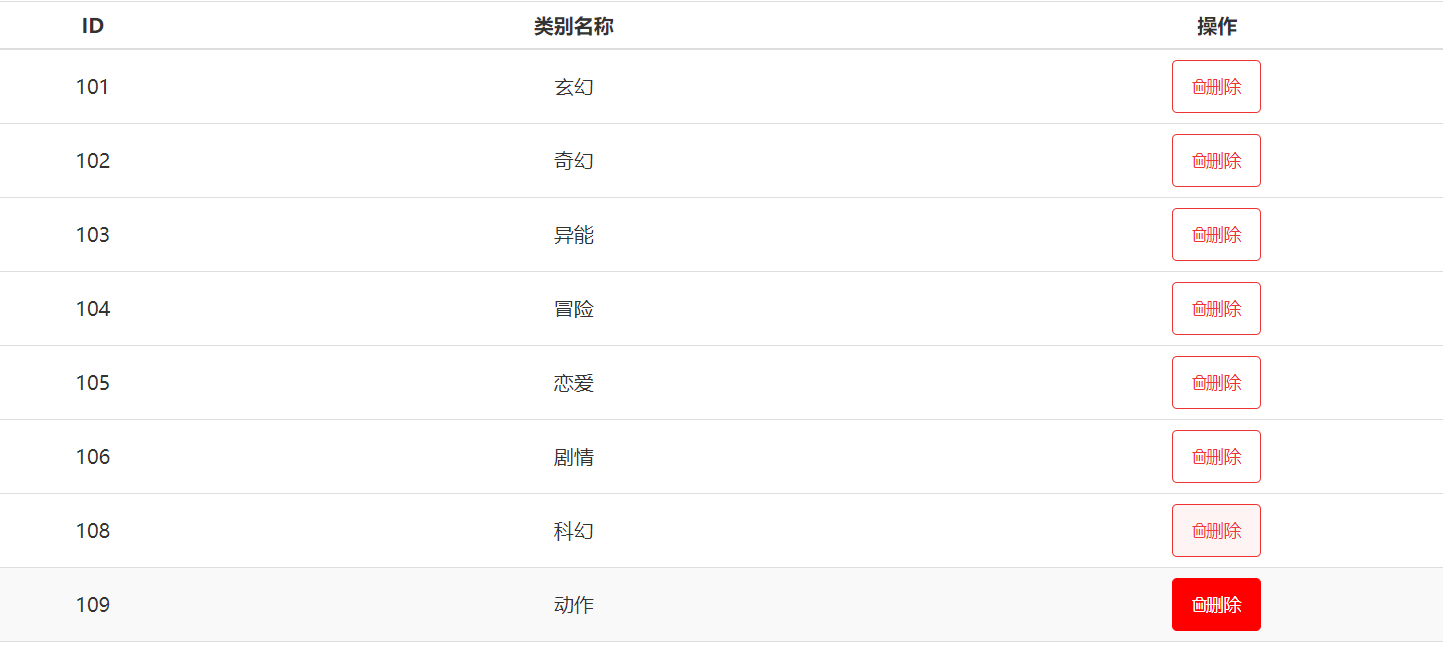 ID 类别名称 操作
101 玄幻 删除
102 奇幻 删除
103 异能 删除
104 冒险 删除
105 恋爱 删除
106 剧情 删除
108 科幻 删除
109 动作 删除